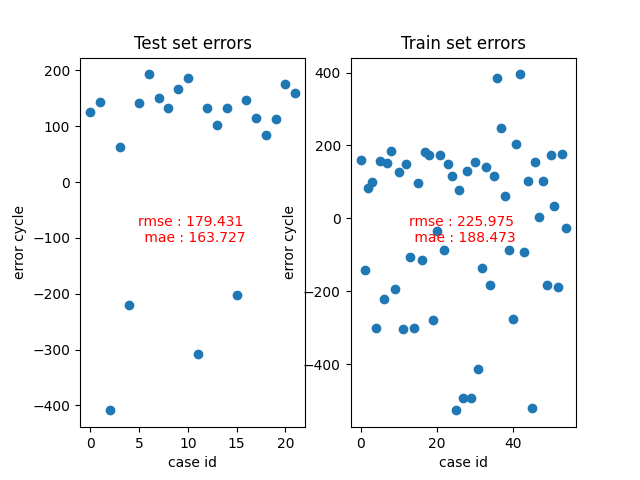 Test set errors
200
100
0
−100
−200
−300
−400
error cycle
rmse : 179.431
mae : 163.727
0
5
10
15
20
case id
Train set errors
400
200
0
−200
−400
error cycle
rmse : 225.975
mae : 188.473
0
20
40
case id